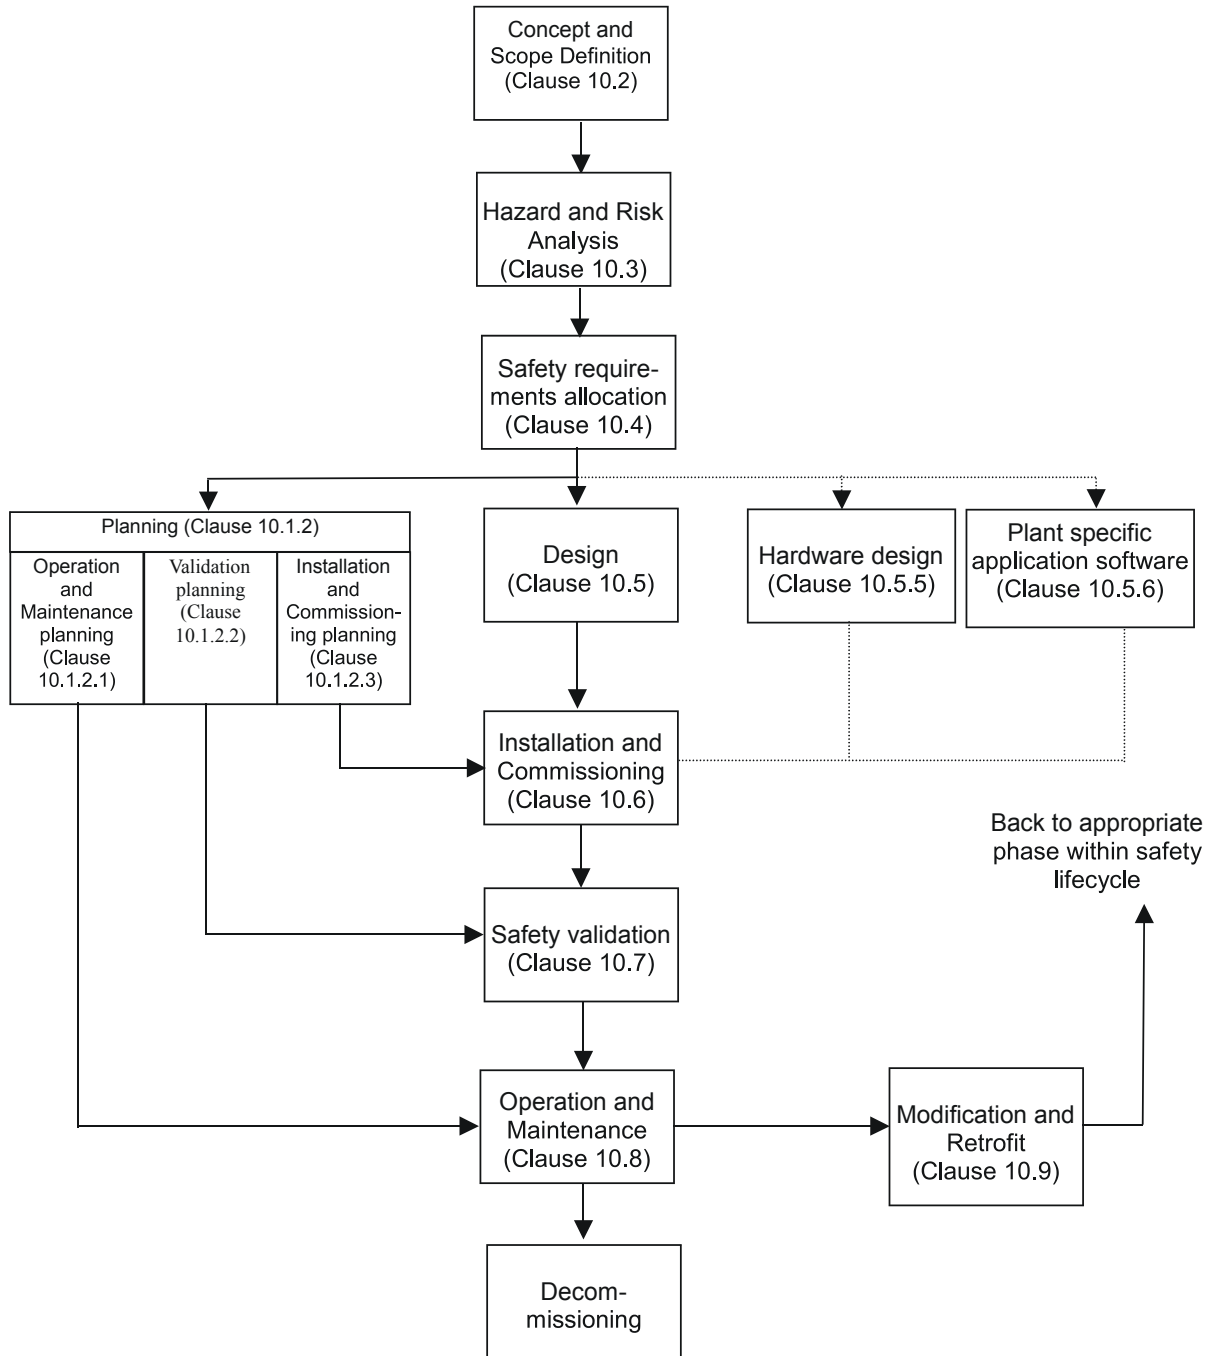 Concept and
Scope Definition
(Clause 10.2)
Hazard and Risk
Analysis
(Clause 10.3)
Safety require-
ments allocation
(Clause 10.4)
Planning (Clause 10.1.2)
Operation
and
Maintenance
planning
(Clause
10.1.2.1)
Validation
planning
(Clause
10.1.2.2)
Installation
and
Commission-
ing planning
(Clause
10.1.2.3)
Design
(Clause 10.5)
Hardware design
(Clause 10.5.5)
Plant specific
application software
(Clause 10.5.6)
Installation and
Commissioning
(Clause 10.6)
Back to appropriate
phase within safety
lifecycle
Safety validation
(Clause 10.7)
Operation and
Maintenance
(Clause 10.8)
Modification and
Retrofit
(Clause 10.9)
Decom-
missioning